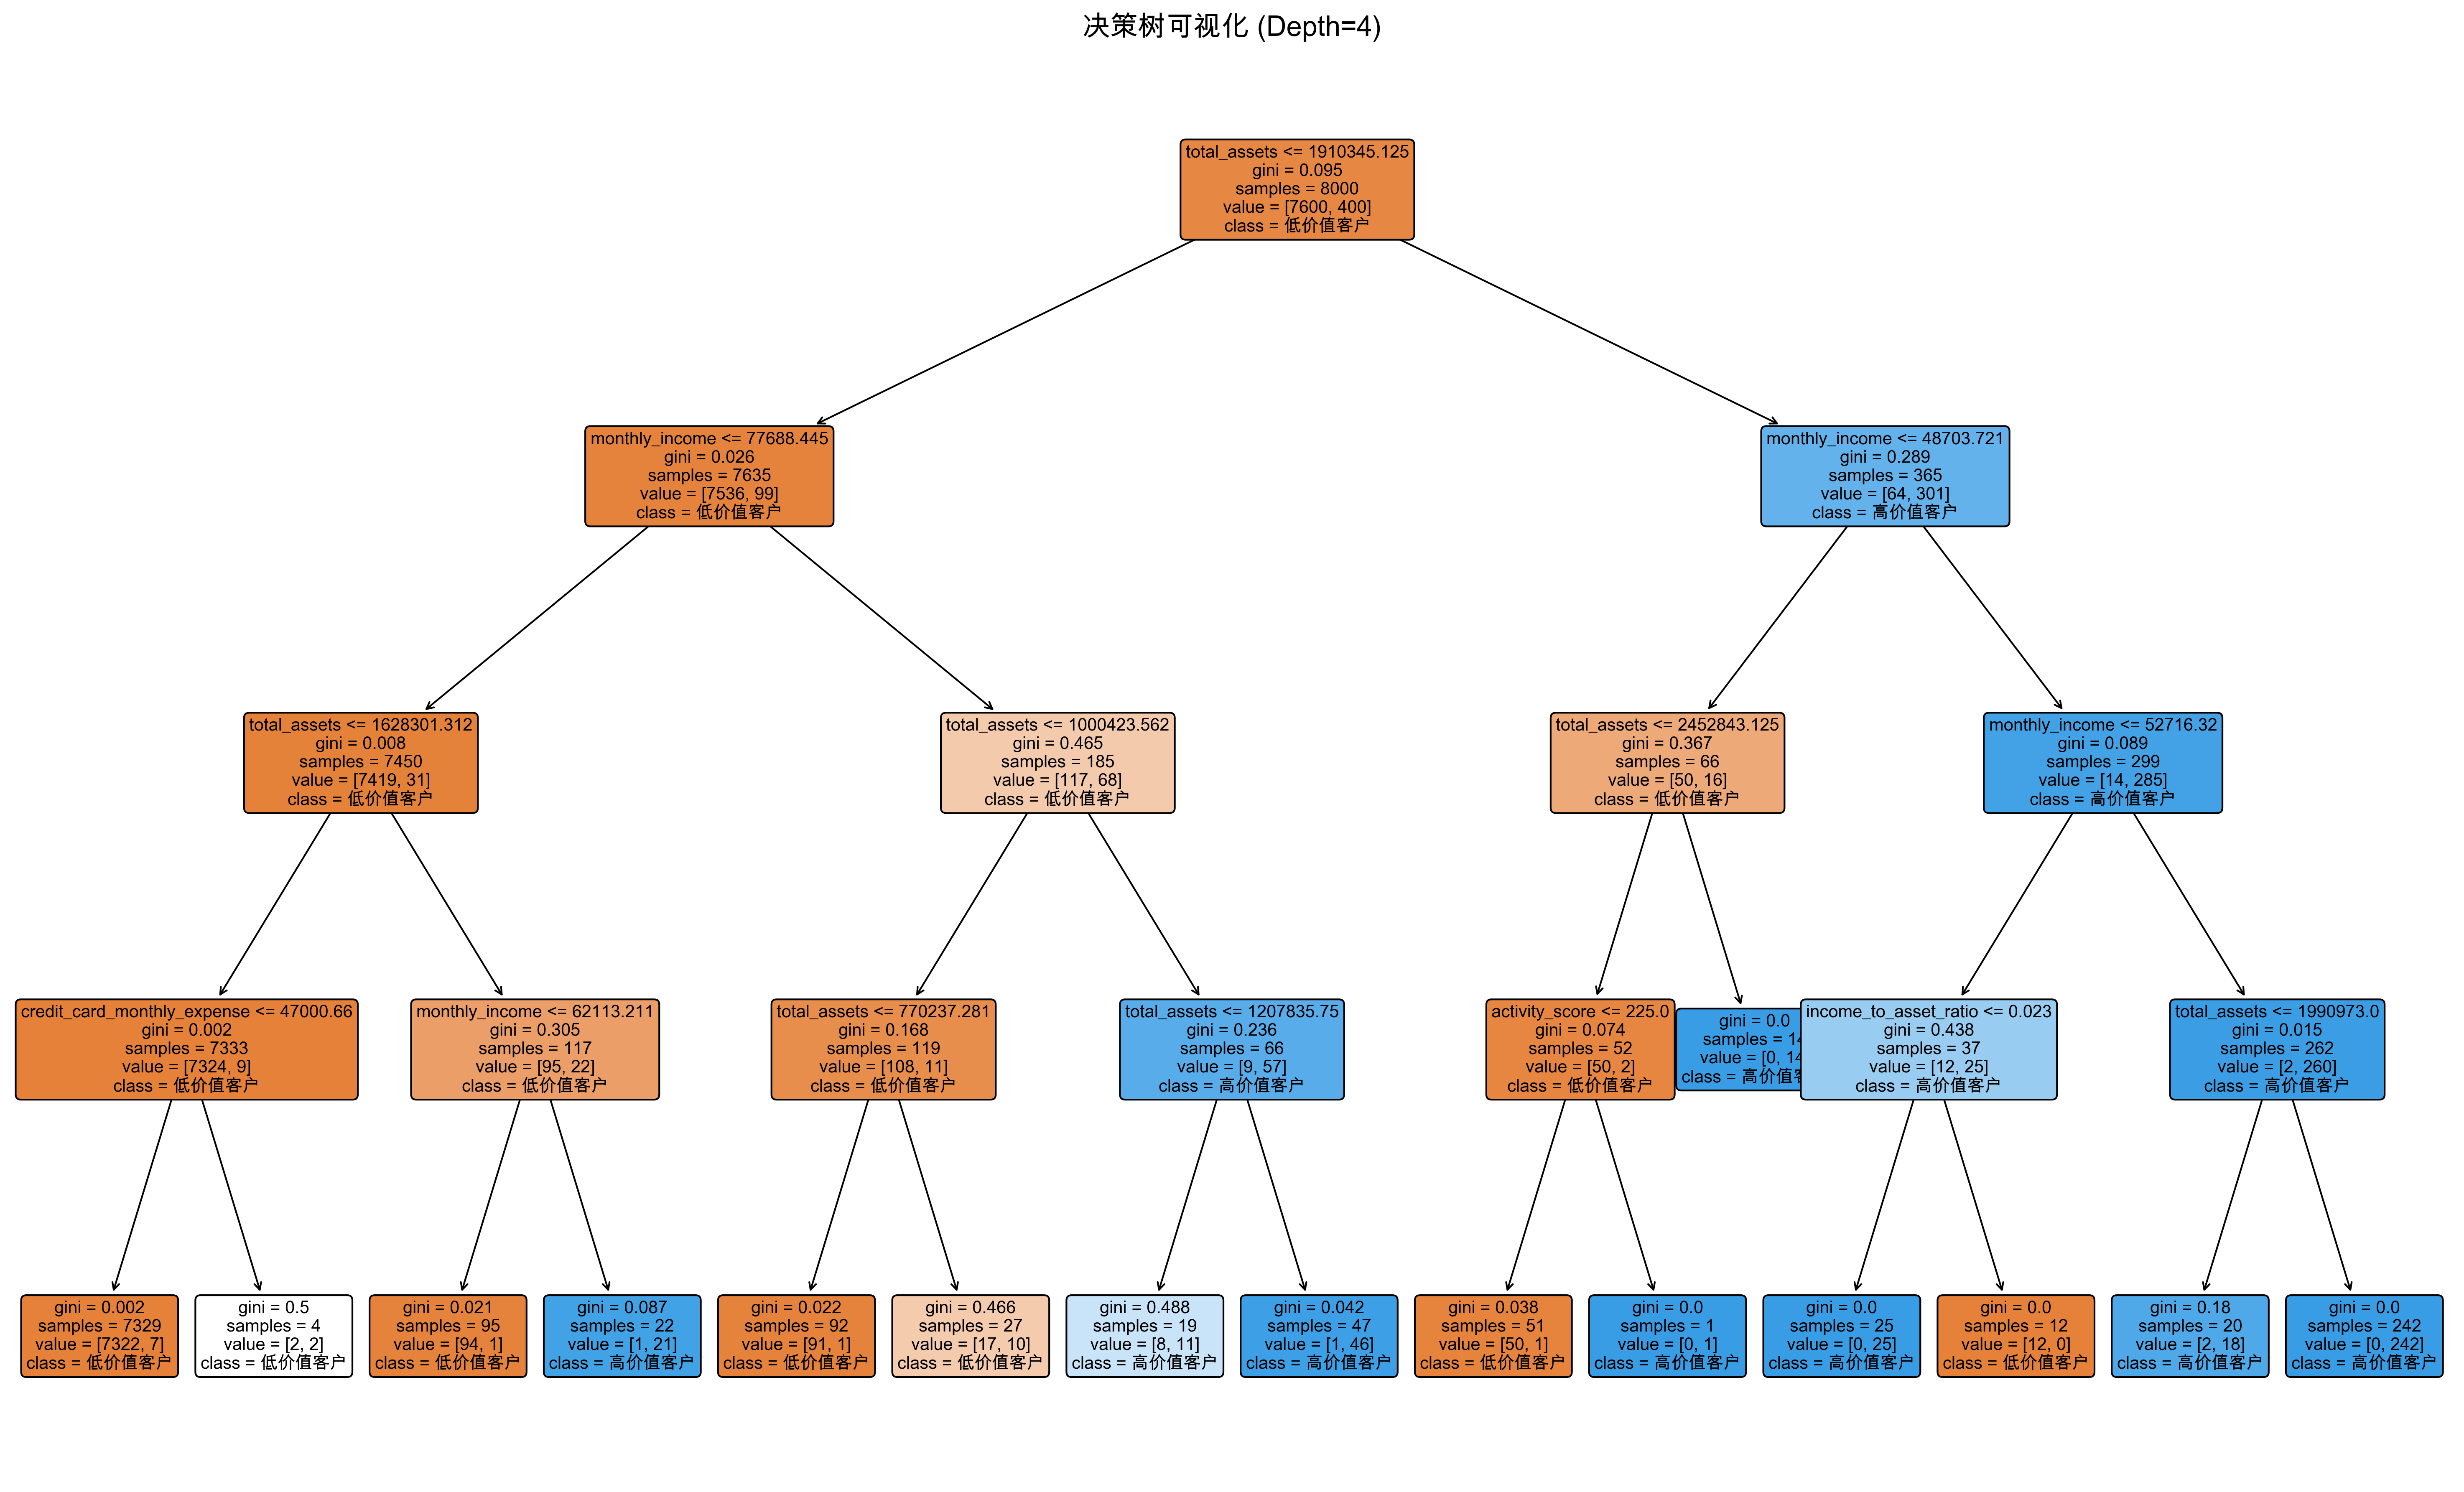 决策树可视化 (Depth=4)
total_assets <= 1910345.125
gini = 0.095
samples = 8000
value = [7600, 400]
class = 低价值客户
monthly_income <= 77688.445
gini = 0.026
samples = 7635
value = [7536, 99]
class = 低价值客户
monthly_income <= 48703.721
gini = 0.289
samples = 365
value = [64, 301]
class = 高价值客户
total_assets <= 1628301.312
gini = 0.008
samples = 7450
value = [7419, 31]
class = 低价值客户
total_assets <= 1000423.562
gini = 0.465
samples = 185
value = [117, 68]
class = 低价值客户
total_assets <= 2452843.125
gini = 0.367
samples = 66
value = [50, 16]
class = 低价值客户
monthly_income <= 52716.32
gini = 0.089
samples = 299
value = [14, 285]
class = 高价值客户
credit_card_monthly_expense <= 47000.66
gini = 0.002
samples = 7333
value = [7324, 9]
class = 低价值客户
monthly_income <= 62113.211
gini = 0.305
samples = 117
value = [95, 22]
class = 低价值客户
total_assets <= 770237.281
gini = 0.168
samples = 119
value = [108, 11]
class = 低价值客户
total_assets <= 1207835.75
gini = 0.236
samples = 66
value = [9, 57]
class = 高价值客户
activity_score <= 225.0
gini = 0.074
samples = 52
value = [50, 2]
class = 低价值客户
gini = 0.0
samples = 14
value = [0, 14
class = 高价值
income_to_asset_ratio <= 0.023
gini = 0.438
samples = 37
value = [12, 25]
class = 高价值客户
total_assets <= 1990973.0
gini = 0.015
samples = 262
value = [2, 260]
class = 高价值客户
gini = 0.002
samples = 7329
value = [7322, 7]
class = 低价值客户
gini = 0.5
samples = 4
value = [2, 2]
class = 低价值客户
gini = 0.021
samples = 95
value = [94, 1]
class = 低价值客户
gini = 0.087
samples = 22
value = [1, 21]
class = 高价值客户
gini = 0.022
samples = 92
value = [91, 1]
class = 低价值客户
gini = 0.466
samples = 27
value = [17, 10]
class = 低价值客户
gini = 0.488
samples = 19
value = [8, 11]
class = 高价值客户
gini = 0.042
samples = 47
value = [1, 46]
class = 高价值客户
gini = 0.038
samples = 51
value = [50, 1]
class = 低价值客户
gini = 0.0
samples = 1
value = [0, 1]
class = 高价值客户
gini = 0.0
samples = 25
value = [0, 25]
class = 高价值客户
gini = 0.0
samples = 12
value = [12, 0]
class = 低价值客户
gini = 0.18
samples = 20
value = [2, 18]
class = 高价值客户
gini = 0.0
samples = 242
value = [0, 242]
class = 高价值客户